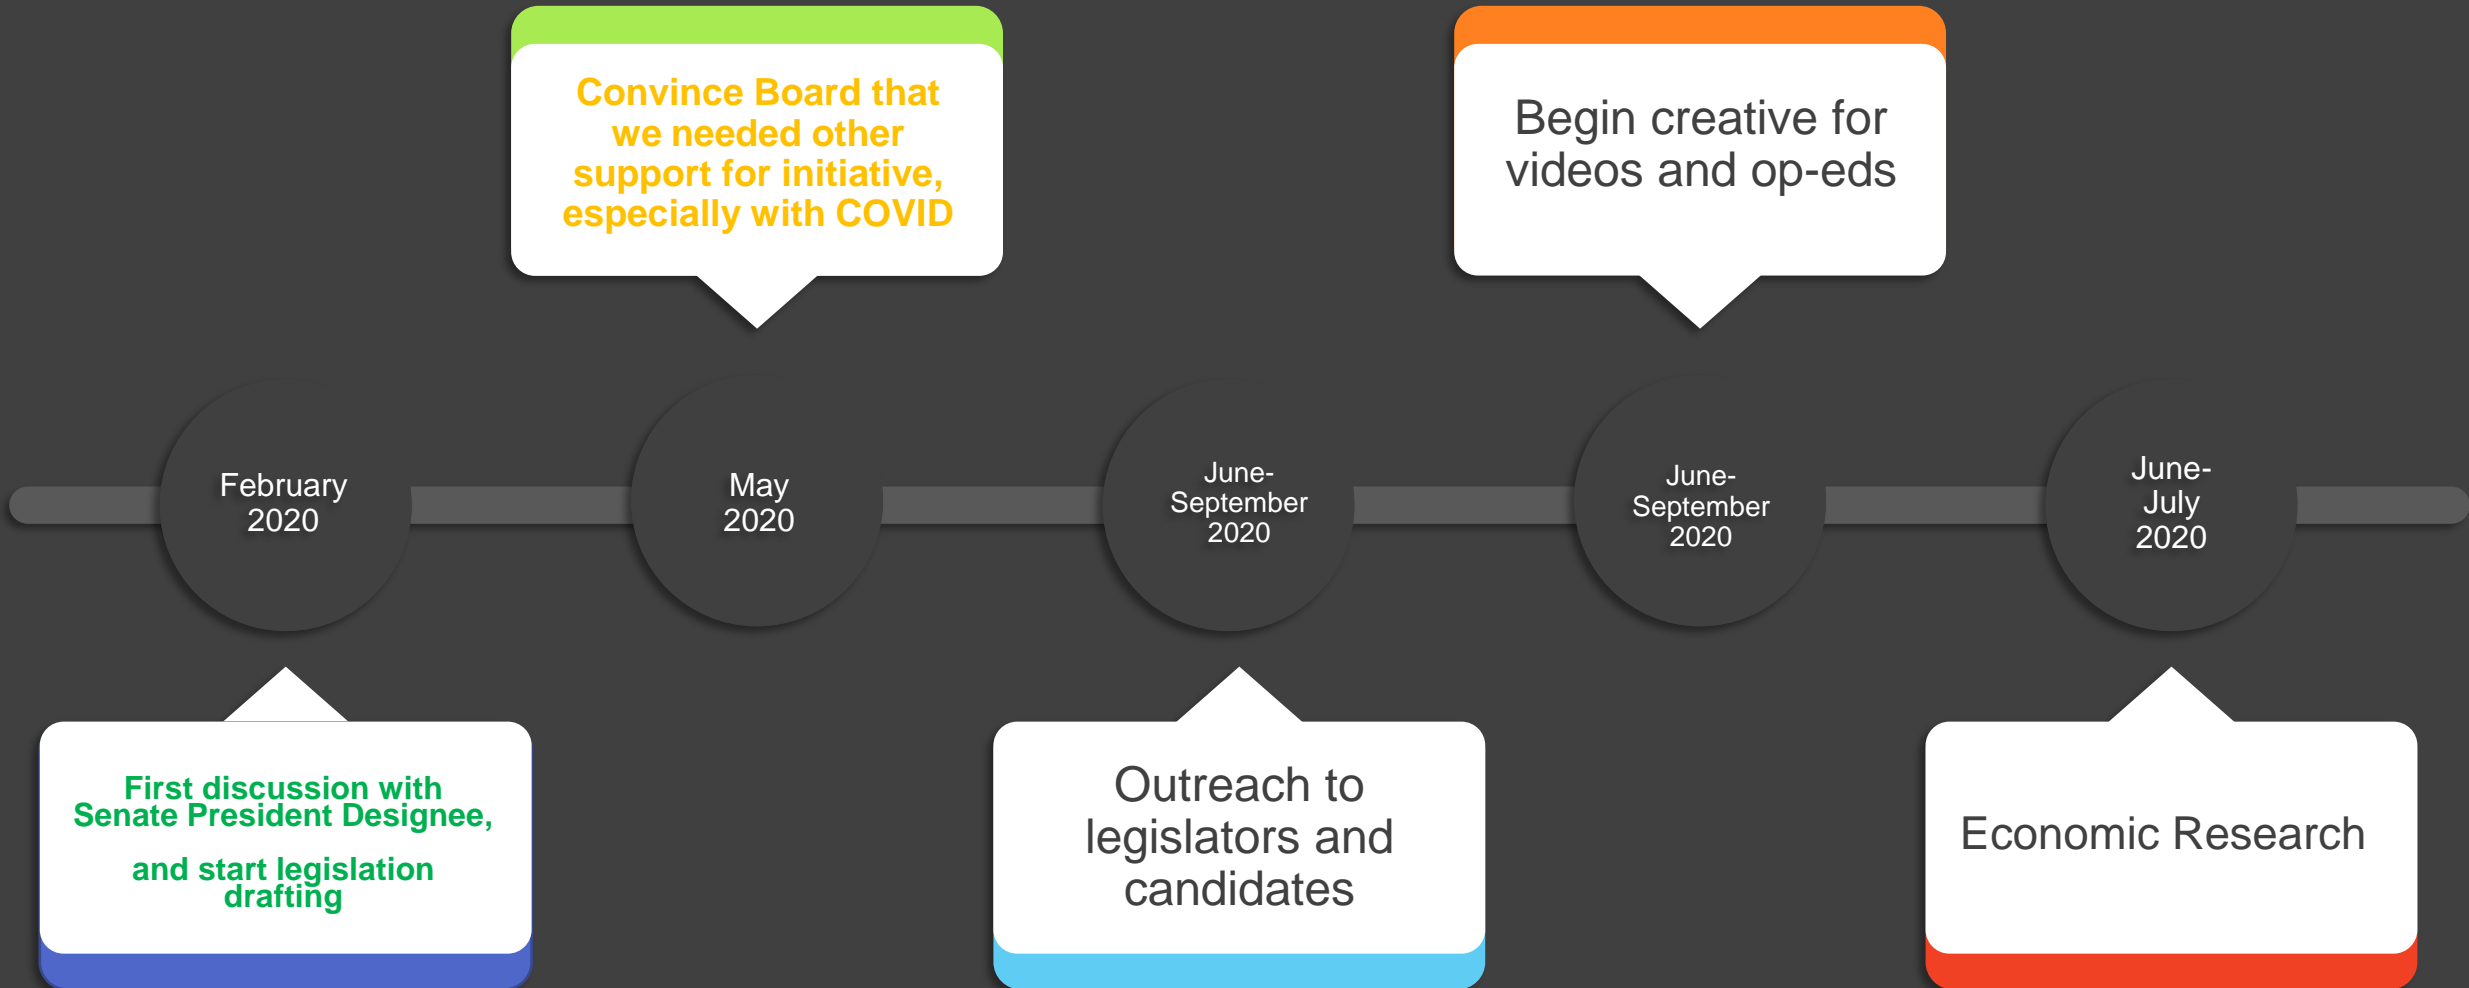 Convince Board that
we needed other
support for initiative,
especially with COVID
Begin creative for
videos and op-eds
February
2020
May
2020
June-
September
2020
June-
September
2020
June-
July
2020
First discussion with
Senate President Designee,
and start legislation
drafting
Outreach to
legislators and
candidates
Economic Research